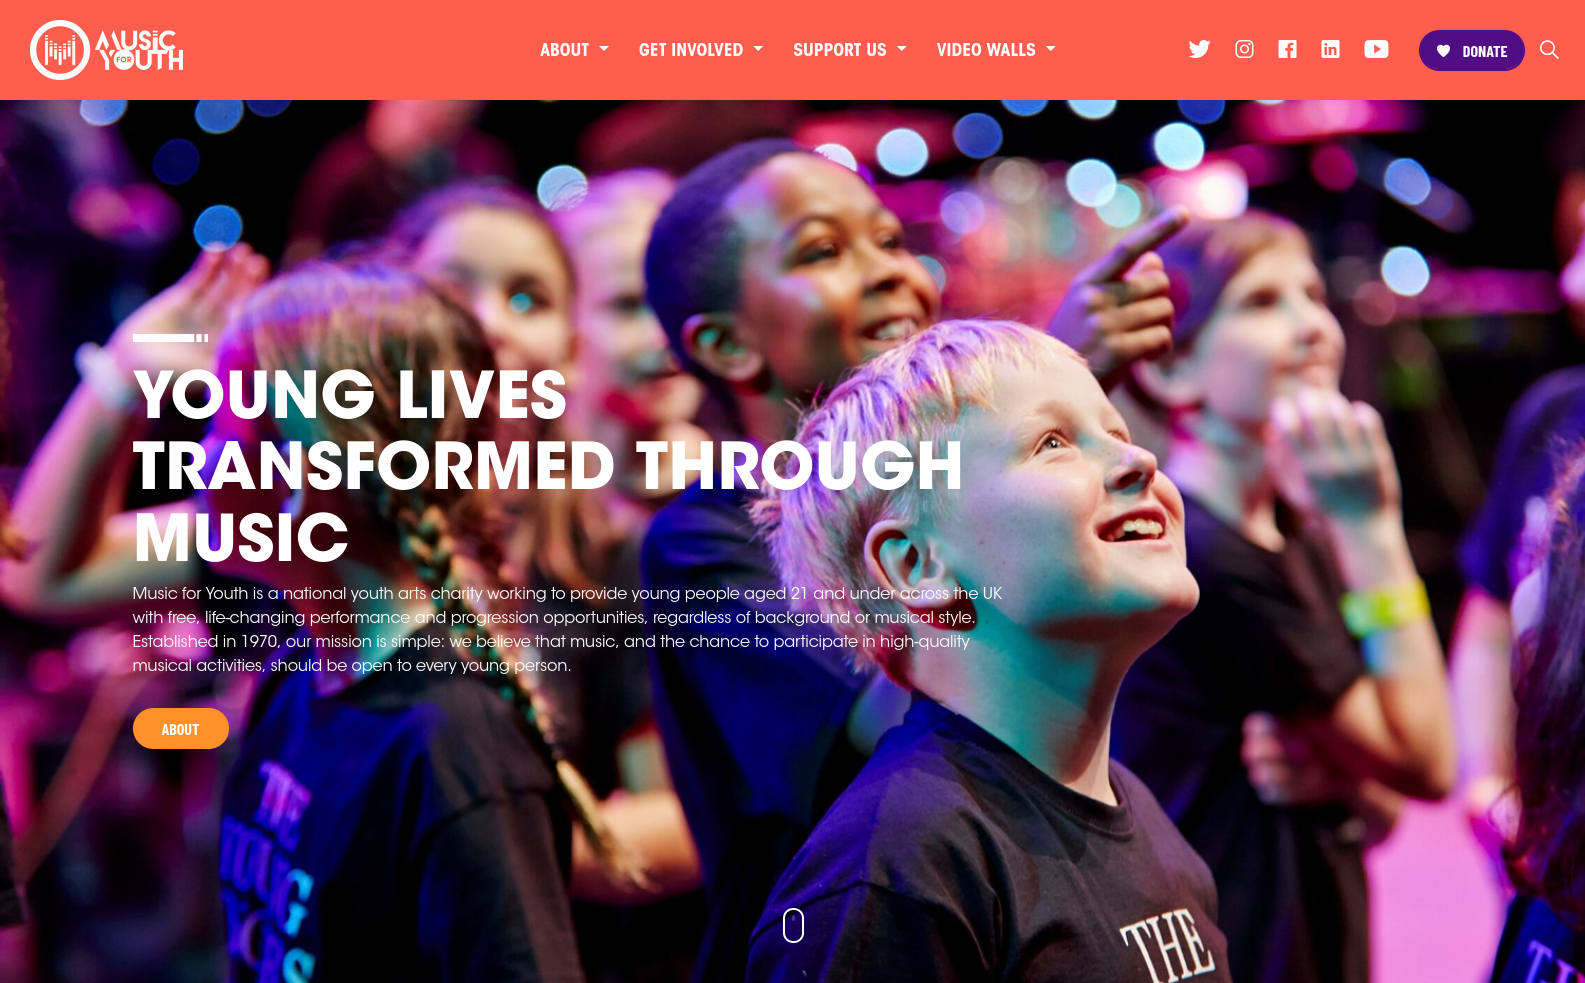 MUSIC
FOR
YOUTH
ABOUT
GET INVOLVED
SUPPORT US
VIDEO WALLS
DONATE
YOUNG LIVES
TRANSFORMED THROUGH
MUSIC
Music for Youth is a national youth arts charity working to provide young people aged 21 and under across the UK
with free, life-changing performance and progression opportunities, regardless of background or musical style.
Established in 1970, our mission is simple: we believe that music, and the chance to participate in high-quality
musical activities, should be open to every young person.
ABOUT
THE
THE